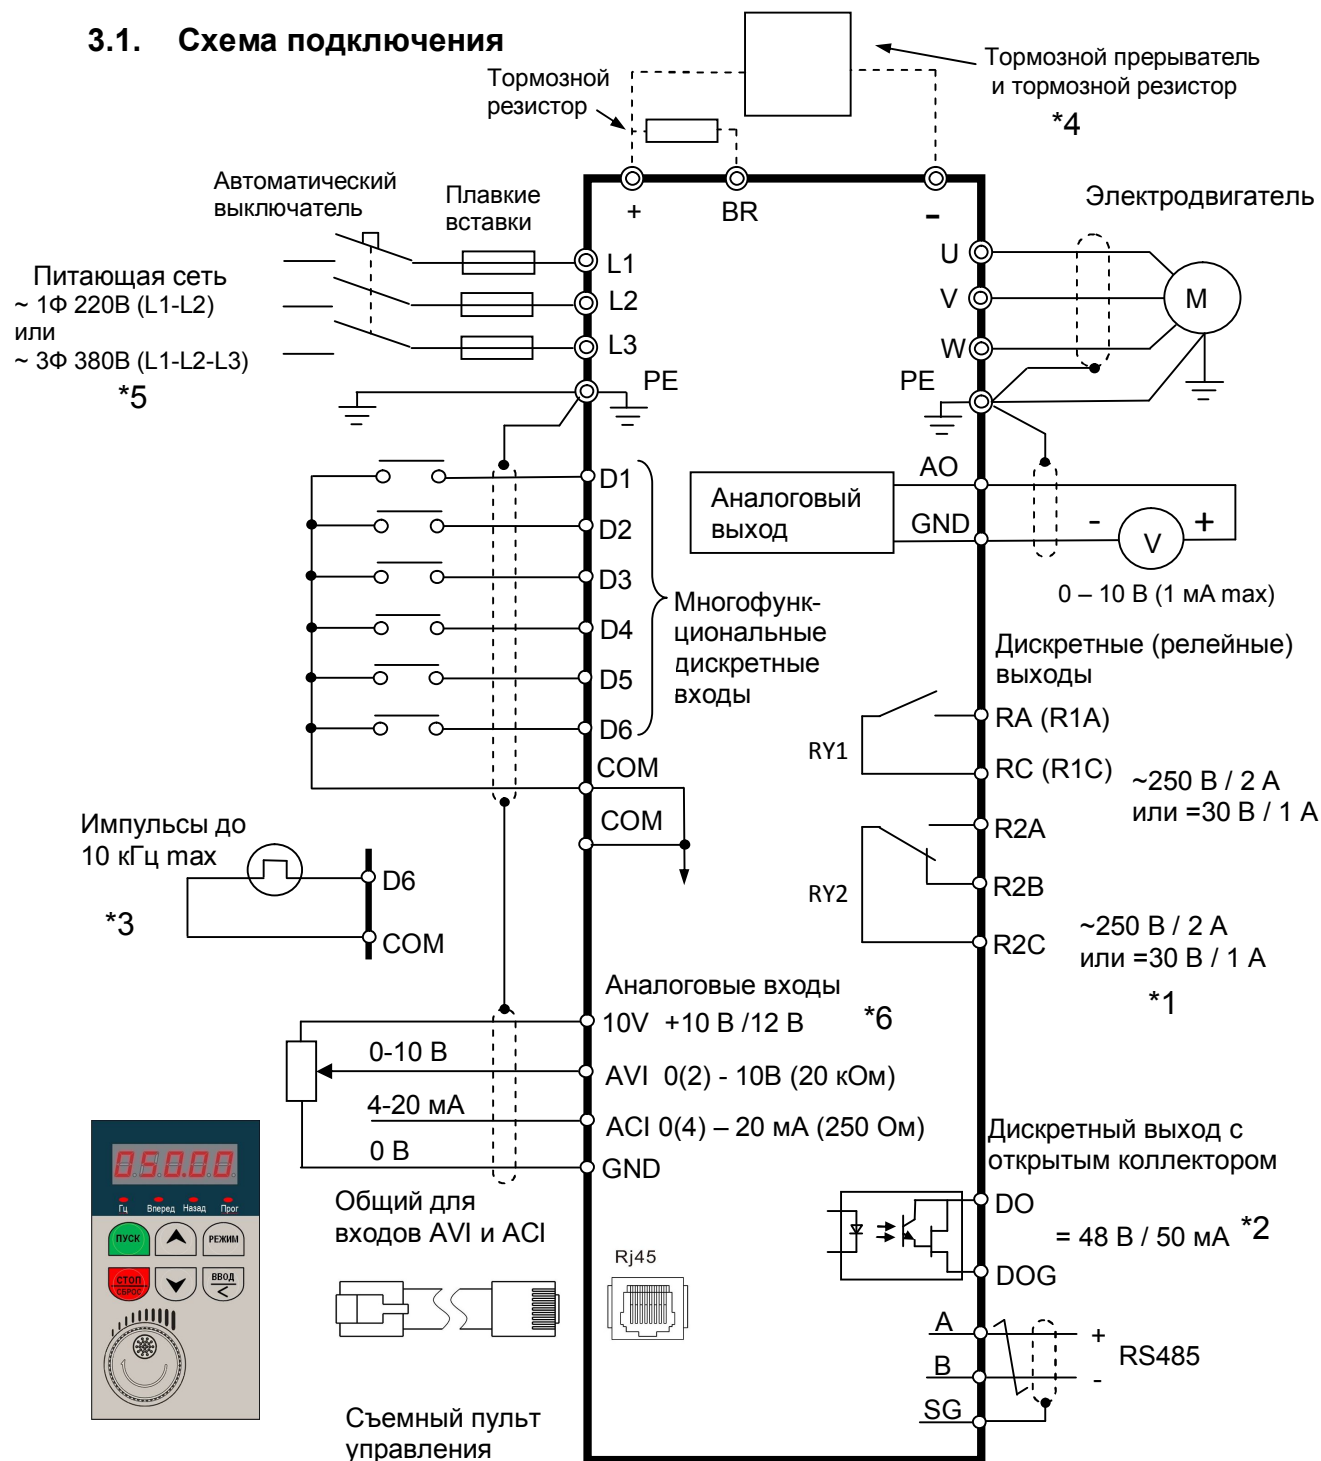 3.1. Схема подключения
Тормозной
резистор
Тормозной прерыватель
и тормозной резистор
*4
Автоматический
выключатель
Плавкие
вставки
+
BR
-
Электродвигатель
Питающая сеть
~ 1Ф 220В (L1-L2)
или
~ 3Ф 380В (L1-L2-L3)
*5
L1
L2
L3
PE
U
V
W
PE
M
D1
D2
D3
D4
D5
D6
COM
COM
Многофунк-
циональные
дискретные
входы
Аналоговый
выход
AO
GND
-
V
+
0 – 10 В (1 мА max)
Дискретные (релейные)
выходы
RY1
RA (R1A)
RC (R1C)
~250 В / 2 А
или =30 В / 1 А
RY2
R2A
R2B
R2C
~250 В / 2 А
или =30 В / 1 А
*1
Импульсы до
10 кГц max
*3
D6
COM
Аналоговые входы
10V +10 В /12 В *6
0-10 В
AVI 0(2) - 10В (20 кОм)
4-20 мА
ACI 0(4) – 20 мА (250 Ом)
0 В
GND
Общий для
входов AVI и ACI
Дискретный выход с
открытым коллектором
DO
= 48 В / 50 мА *2
DOG
A
B
SG
+
-
RS485
Rj45
050.00
Гц Вперед Назад Прог
ПУСК
РЕЖИМ
СТОП
СБРОС
ВВОД
<
Съемный пульт
управления